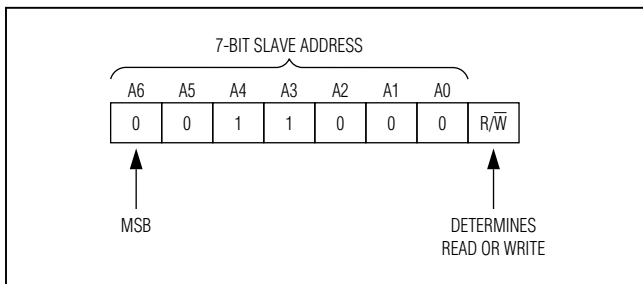 7-BIT SLAVE ADDRESS
A6 A5 A4 A3 A2 A1 A0
0 0 1 1 0 0 0 R/W̅
MSB
DETERMINES
READ OR WRITE